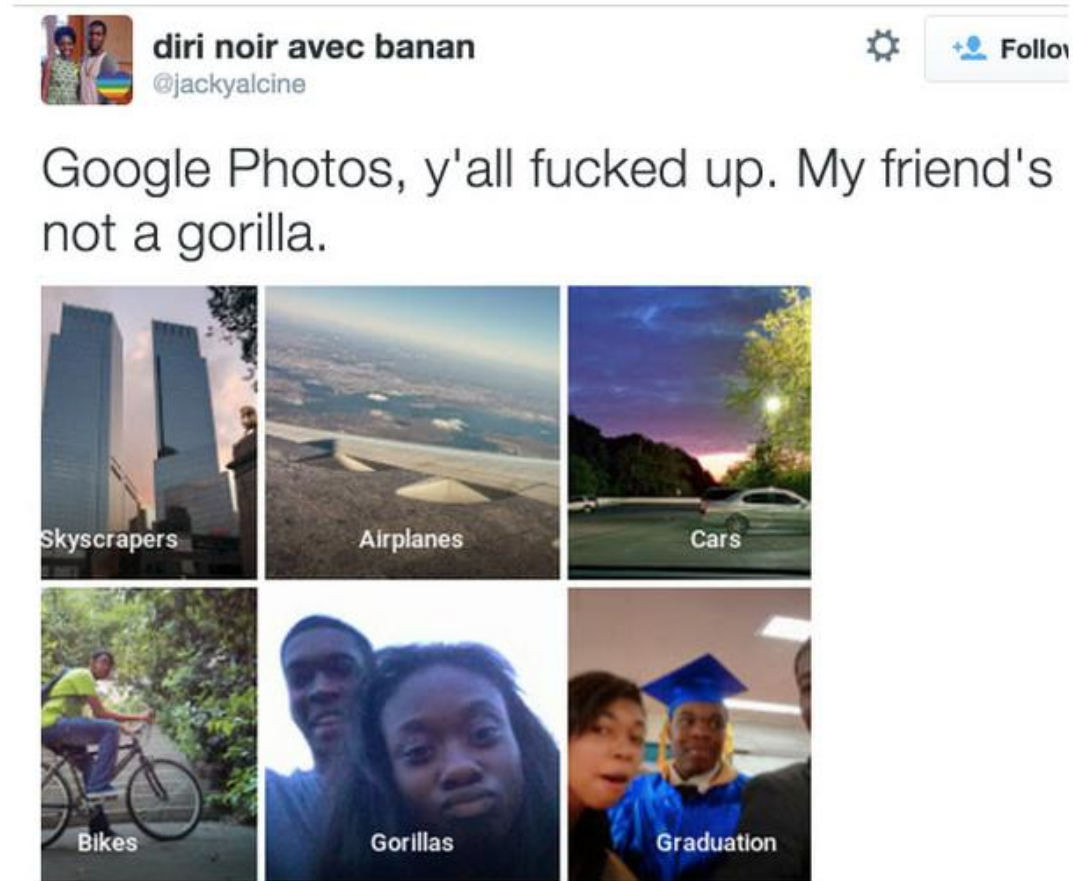 diri noir avec banan
@jackyalcine
Follow
Google Photos, y'all fucked up. My friend's
not a gorilla.
Skyscrapers
Airplanes
Cars
Bikes
Gorillas
Graduation